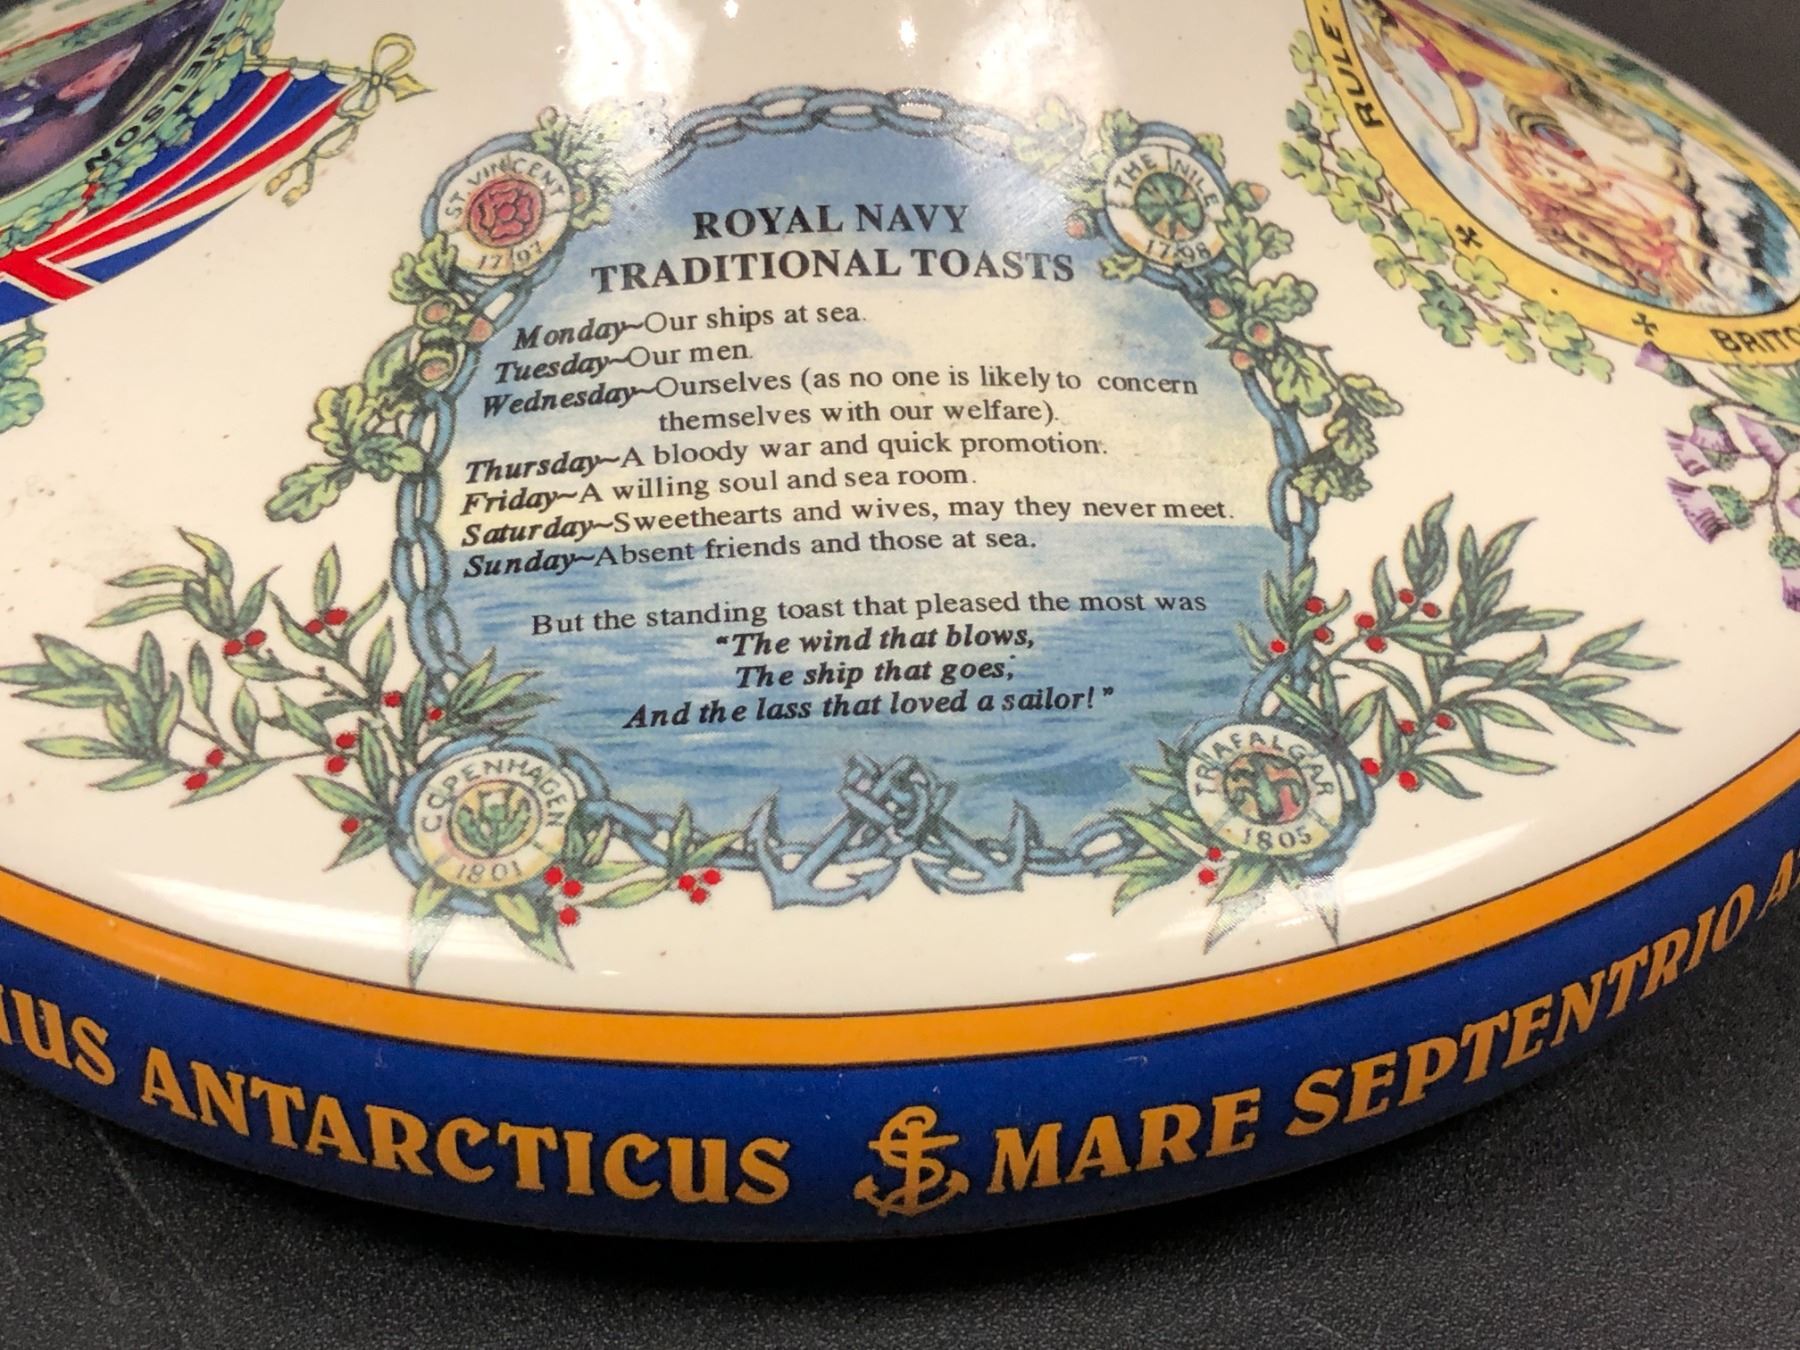 NELSON
RULE
BRITO
ST. VINCENT
1797
THE NILE
1798
ROYAL NAVY
TRADITIONAL TOASTS
Monday~Our ships at sea.
Tuesday~Our men.
Wednesday~Ourselves (as no one is likely to concern
themselves with our welfare).
Thursday~A bloody war and quick promotion.
Friday~A willing soul and sea room.
Saturday~Sweethearts and wives, may they never meet.
Sunday~Absent friends and those at sea.
But the standing toast that pleased the most was
"The wind that blows,
The ship that goes,
And the lass that loved a sailor!"
COPENHAGEN
1801
TRAFALGAR
1805
IUS ANTARCTICUS MARE SEPTENTRIO